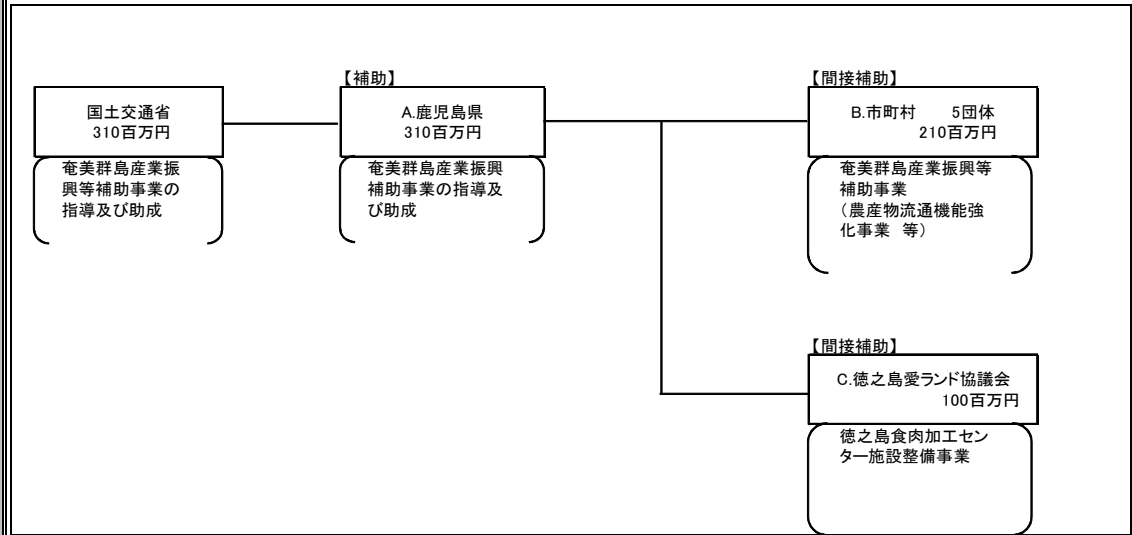 国土交通省
310百万円
奄美群島産業振
興等補助事業の
指導及び助成
【補助】
A.鹿児島県
310百万円
奄美群島産業振興
補助事業の指導及
び助成
【間接補助】
B.市町村　　5団体
210百万円
奄美群島産業振興等
補助事業
（農産物流通機能強
化事業　等）
【間接補助】
C.徳之島愛ランド協議会
100百万円
徳之島食肉加工セン
ター施設整備事業